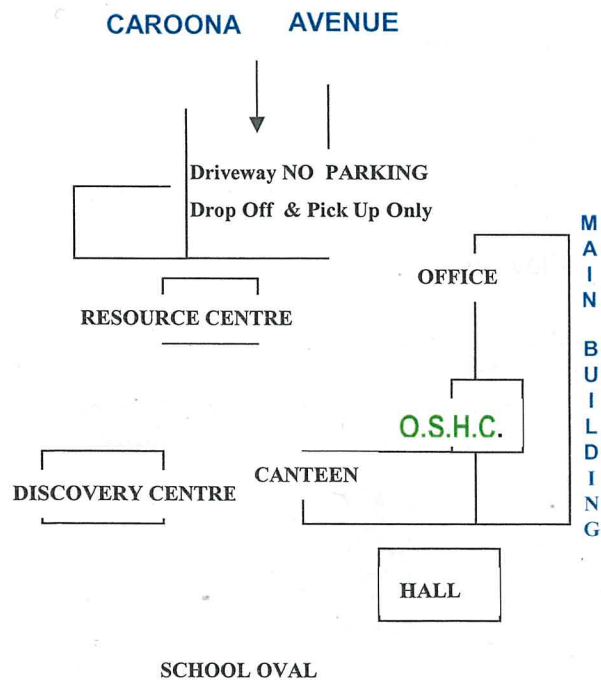 CAROONA AVENUE
Driveway NO PARKING
Drop Off & Pick Up Only
OFFICE
RESOURCE CENTRE
O.S.H.C.
CANTEEN
DISCOVERY CENTRE
HALL
SCHOOL OVAL
MAIN BUILDING